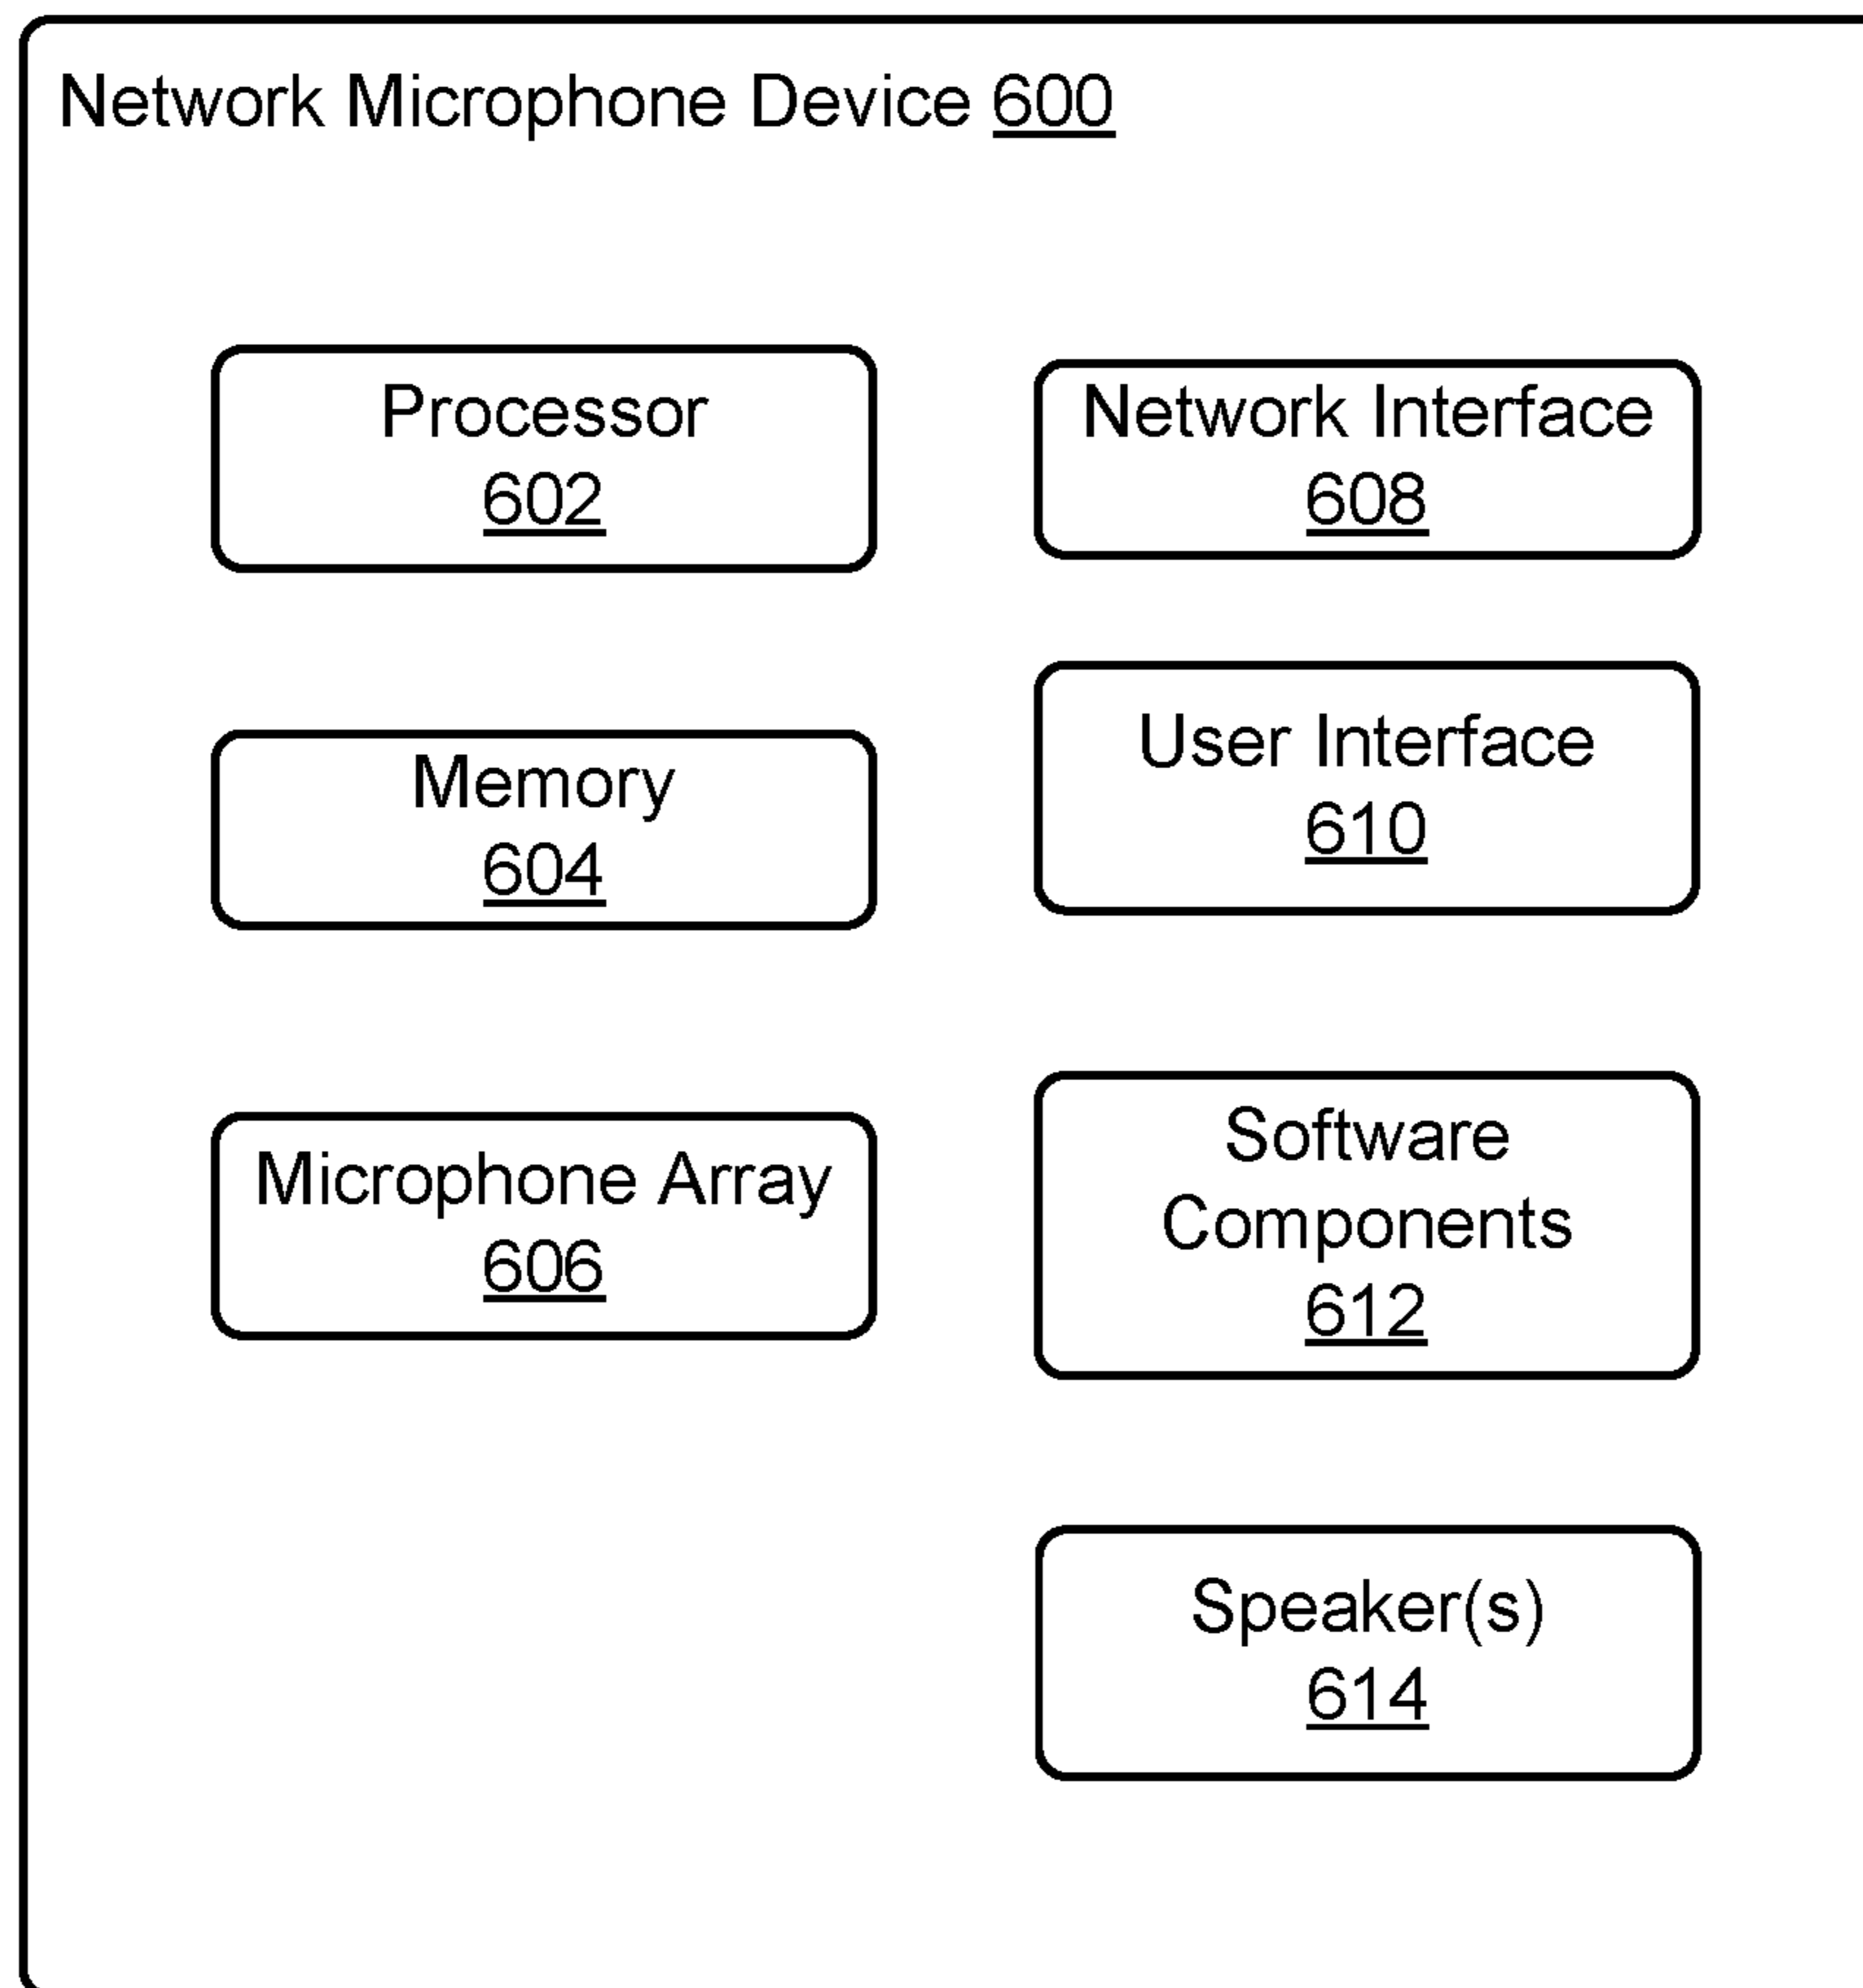 Network Microphone Device 600
Processor
602
Memory
604
Microphone Array
606
Network Interface
608
User Interface
610
Software
Components
612
Speaker(s)
614